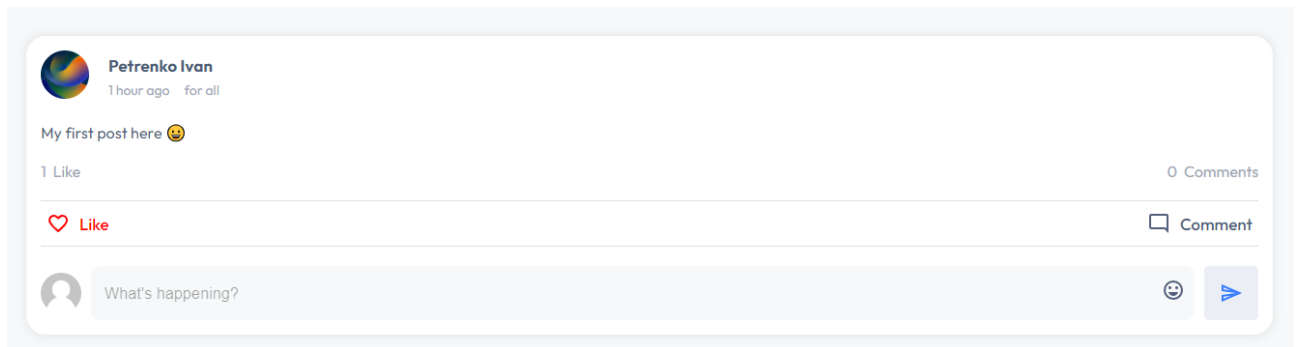 Petrenko Ivan
1 hour ago for all
My first post here 😀
1 Like 0 Comments
Like Comment
What's happening?